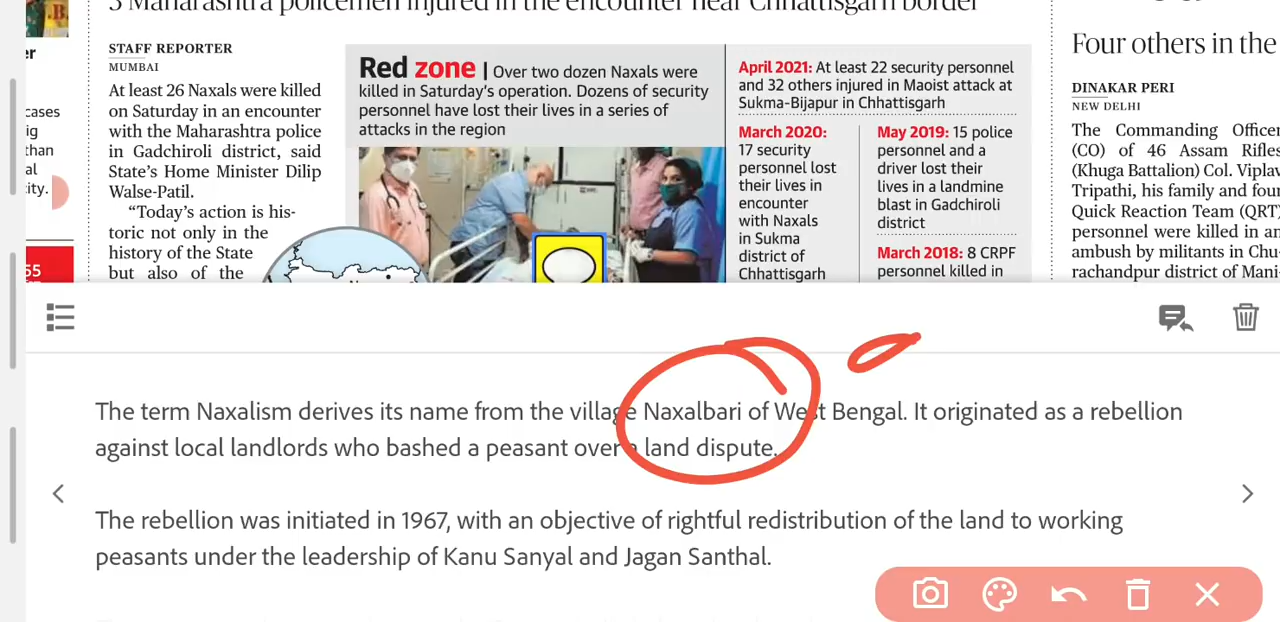 3 Maharashtra policemen injured in the encounter near Chhattisgarh border
er
cases
ig
than
al
ity.
55
STAFF REPORTER
MUMBAI
At least 26 Naxals were killed
on Saturday in an encounter
with the Maharashtra police
in Gadchiroli district, said
State's Home Minister Dilip
Walse-Patil.
"Today's action is his-
toric not only in the
history of the State
but also of the
Red zone | Over two dozen Naxals were
killed in Saturday's operation. Dozens of security
personnel have lost their lives in a series of
attacks in the region
April 2021: At least 22 security personnel
and 32 others injured in Maoist attack at
Sukma-Bijapur in Chhattisgarh
March 2020:
17 security
personnel lost
their lives in
encounter
with Naxals
in Sukma
district of
Chhattisgarh
May 2019: 15 police
personnel and a
driver lost their
lives in a landmine
blast in Gadchiroli
district
March 2018: 8 CRPF
personnel killed in
Four others in the
DINAKAR PERI
NEW DELHI
The Commanding Officer
(CO) of 46 Assam Rifles
(Khuga Battalion) Col. Viplav
Tripathi, his family and four
Quick Reaction Team (QRT)
personnel were killed in an
ambush by militants in Chu-
rachandpur district of Mani-
The term Naxalism derives its name from the village Naxalbari of West Bengal. It originated as a rebellion
against local landlords who bashed a peasant over a land dispute.
The rebellion was initiated in 1967, with an objective of rightful redistribution of the land to working
peasants under the leadership of Kanu Sanyal and Jagan Santhal.